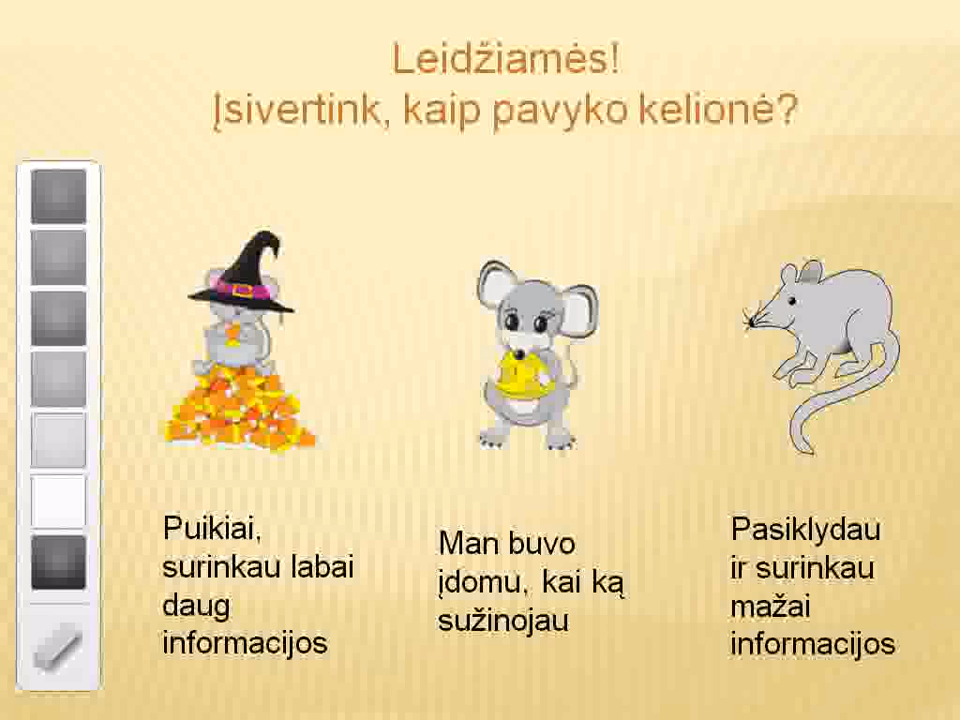 Leidžiamės!
Įsivertink, kaip pavyko kelionė?
Puikiai,
surinkau labai
daug
informacijos
Man buvo
įdomu, kai ką
sužinojau
Pasiklydau
ir surinkau
mažai
informacijos